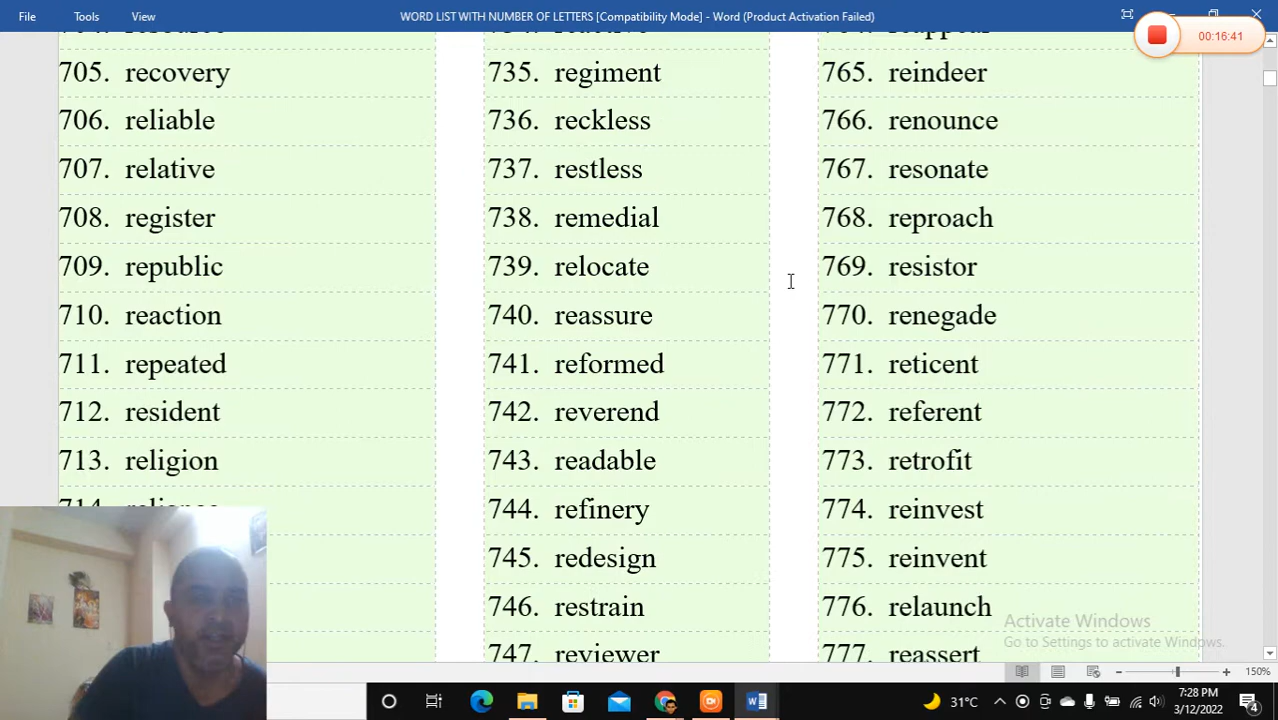 File Tools View WORD LIST WITH NUMBER OF LETTERS [Compatibility Mode] - Word (Product Activation Failed)
00:16:41
705. recovery
706. reliable
707. relative
708. register
709. republic
710. reaction
711. repeated
712. resident
713. religion
714. reliance
735. regiment
736. reckless
737. restless
738. remedial
739. relocate
740. reassure
741. reformed
742. reverend
743. readable
744. refinery
745. redesign
746. restrain
747. reviewer
765. reindeer
766. renounce
767. resonate
768. reproach
769. resistor
770. renegade
771. reticent
772. referent
773. retrofit
774. reinvest
775. reinvent
776. relaunch
777. reassert
Activate Windows
Go to Settings to activate Windows.
150%
31°C
7:28 PM
3/12/2022
4